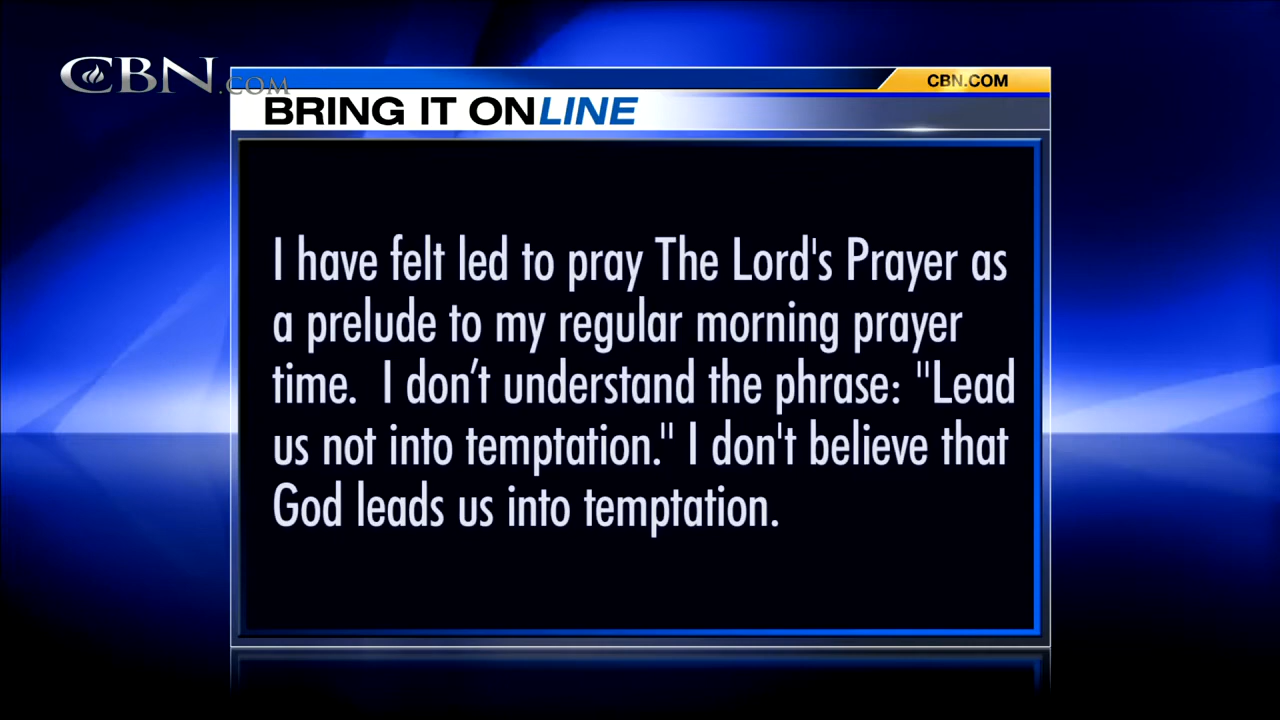 CBN.COM
CBN.COM
BRING IT ONLINE
I have felt led to pray The Lord's Prayer as
a prelude to my regular morning prayer
time.  I don’t understand the phrase: "Lead
us not into temptation." I don't believe that
God leads us into temptation.